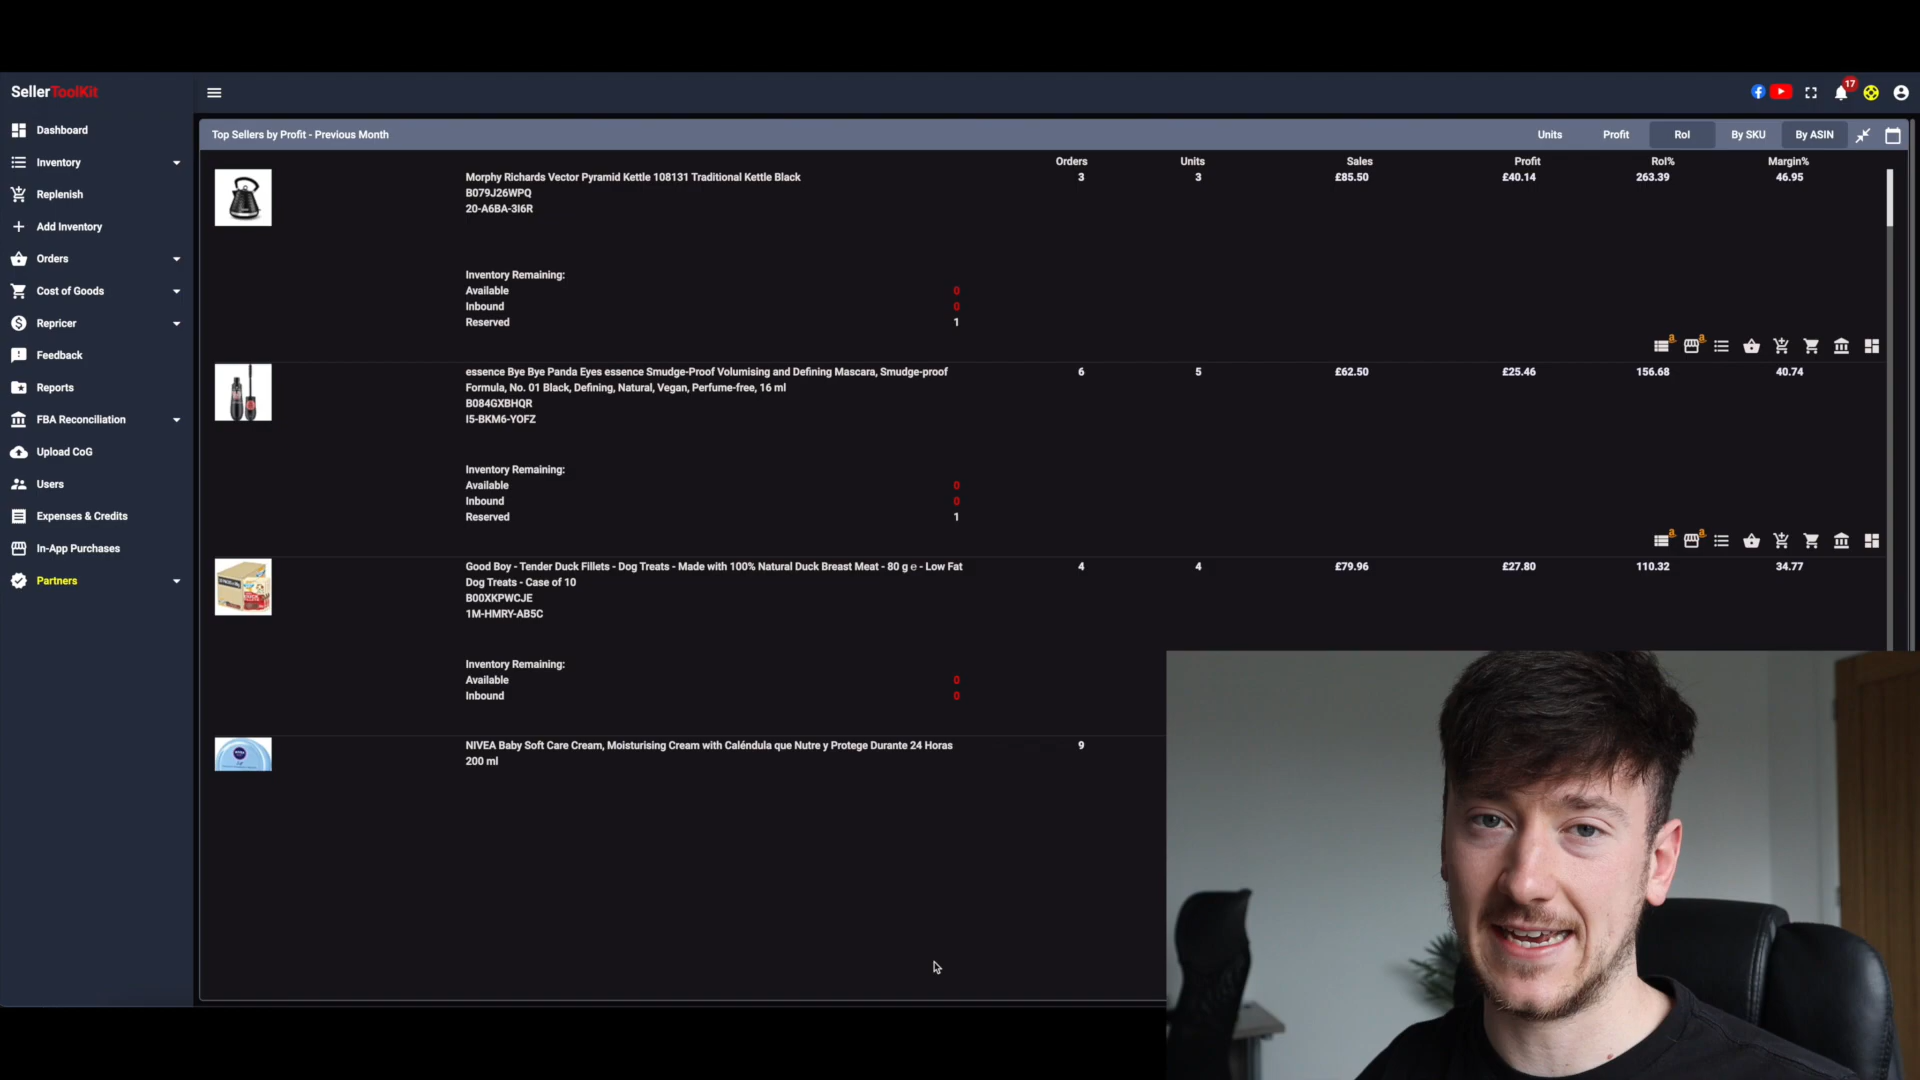 SellerToolKit
17
Dashboard
Inventory
Replenish
Add Inventory
Orders
Cost of Goods
Repricer
Feedback
Reports
FBA Reconciliation
Upload CoG
Users
Expenses & Credits
In-App Purchases
Partners
Top Sellers by Profit - Previous Month
Units Profit RoI By SKU By ASIN
Orders Units Sales Profit RoI% Margin%
Morphy Richards Vector Pyramid Kettle 108131 Traditional Kettle Black 3 3 £85.50 £40.14 263.39 46.95
B079J26WPQ
20-A6BA-3I6R
Inventory Remaining:
Available 0
Inbound 0
Reserved 1
essence Bye Bye Panda Eyes essence Smudge-Proof Volumising and Defining Mascara, Smudge-proof 6 5 £62.50 £25.46 156.68 40.74
Formula, No. 01 Black, Defining, Natural, Vegan, Perfume-free, 16 ml
B084GXBHQR
I5-BKM6-YOFZ
Inventory Remaining:
Available 0
Inbound 0
Reserved 1
Good Boy - Tender Duck Fillets - Dog Treats - Made with 100% Natural Duck Breast Meat - 80 g ℮ - Low Fat 4 4 £79.96 £27.80 110.32 34.77
Dog Treats - Case of 10
B00XKPWCJE
1M-HMRY-AB5C
Inventory Remaining:
Available 0
Inbound 0
NIVEA Baby Soft Care Cream, Moisturising Cream with Caléndula que Nutre y Protege Durante 24 Horas 9
200 ml